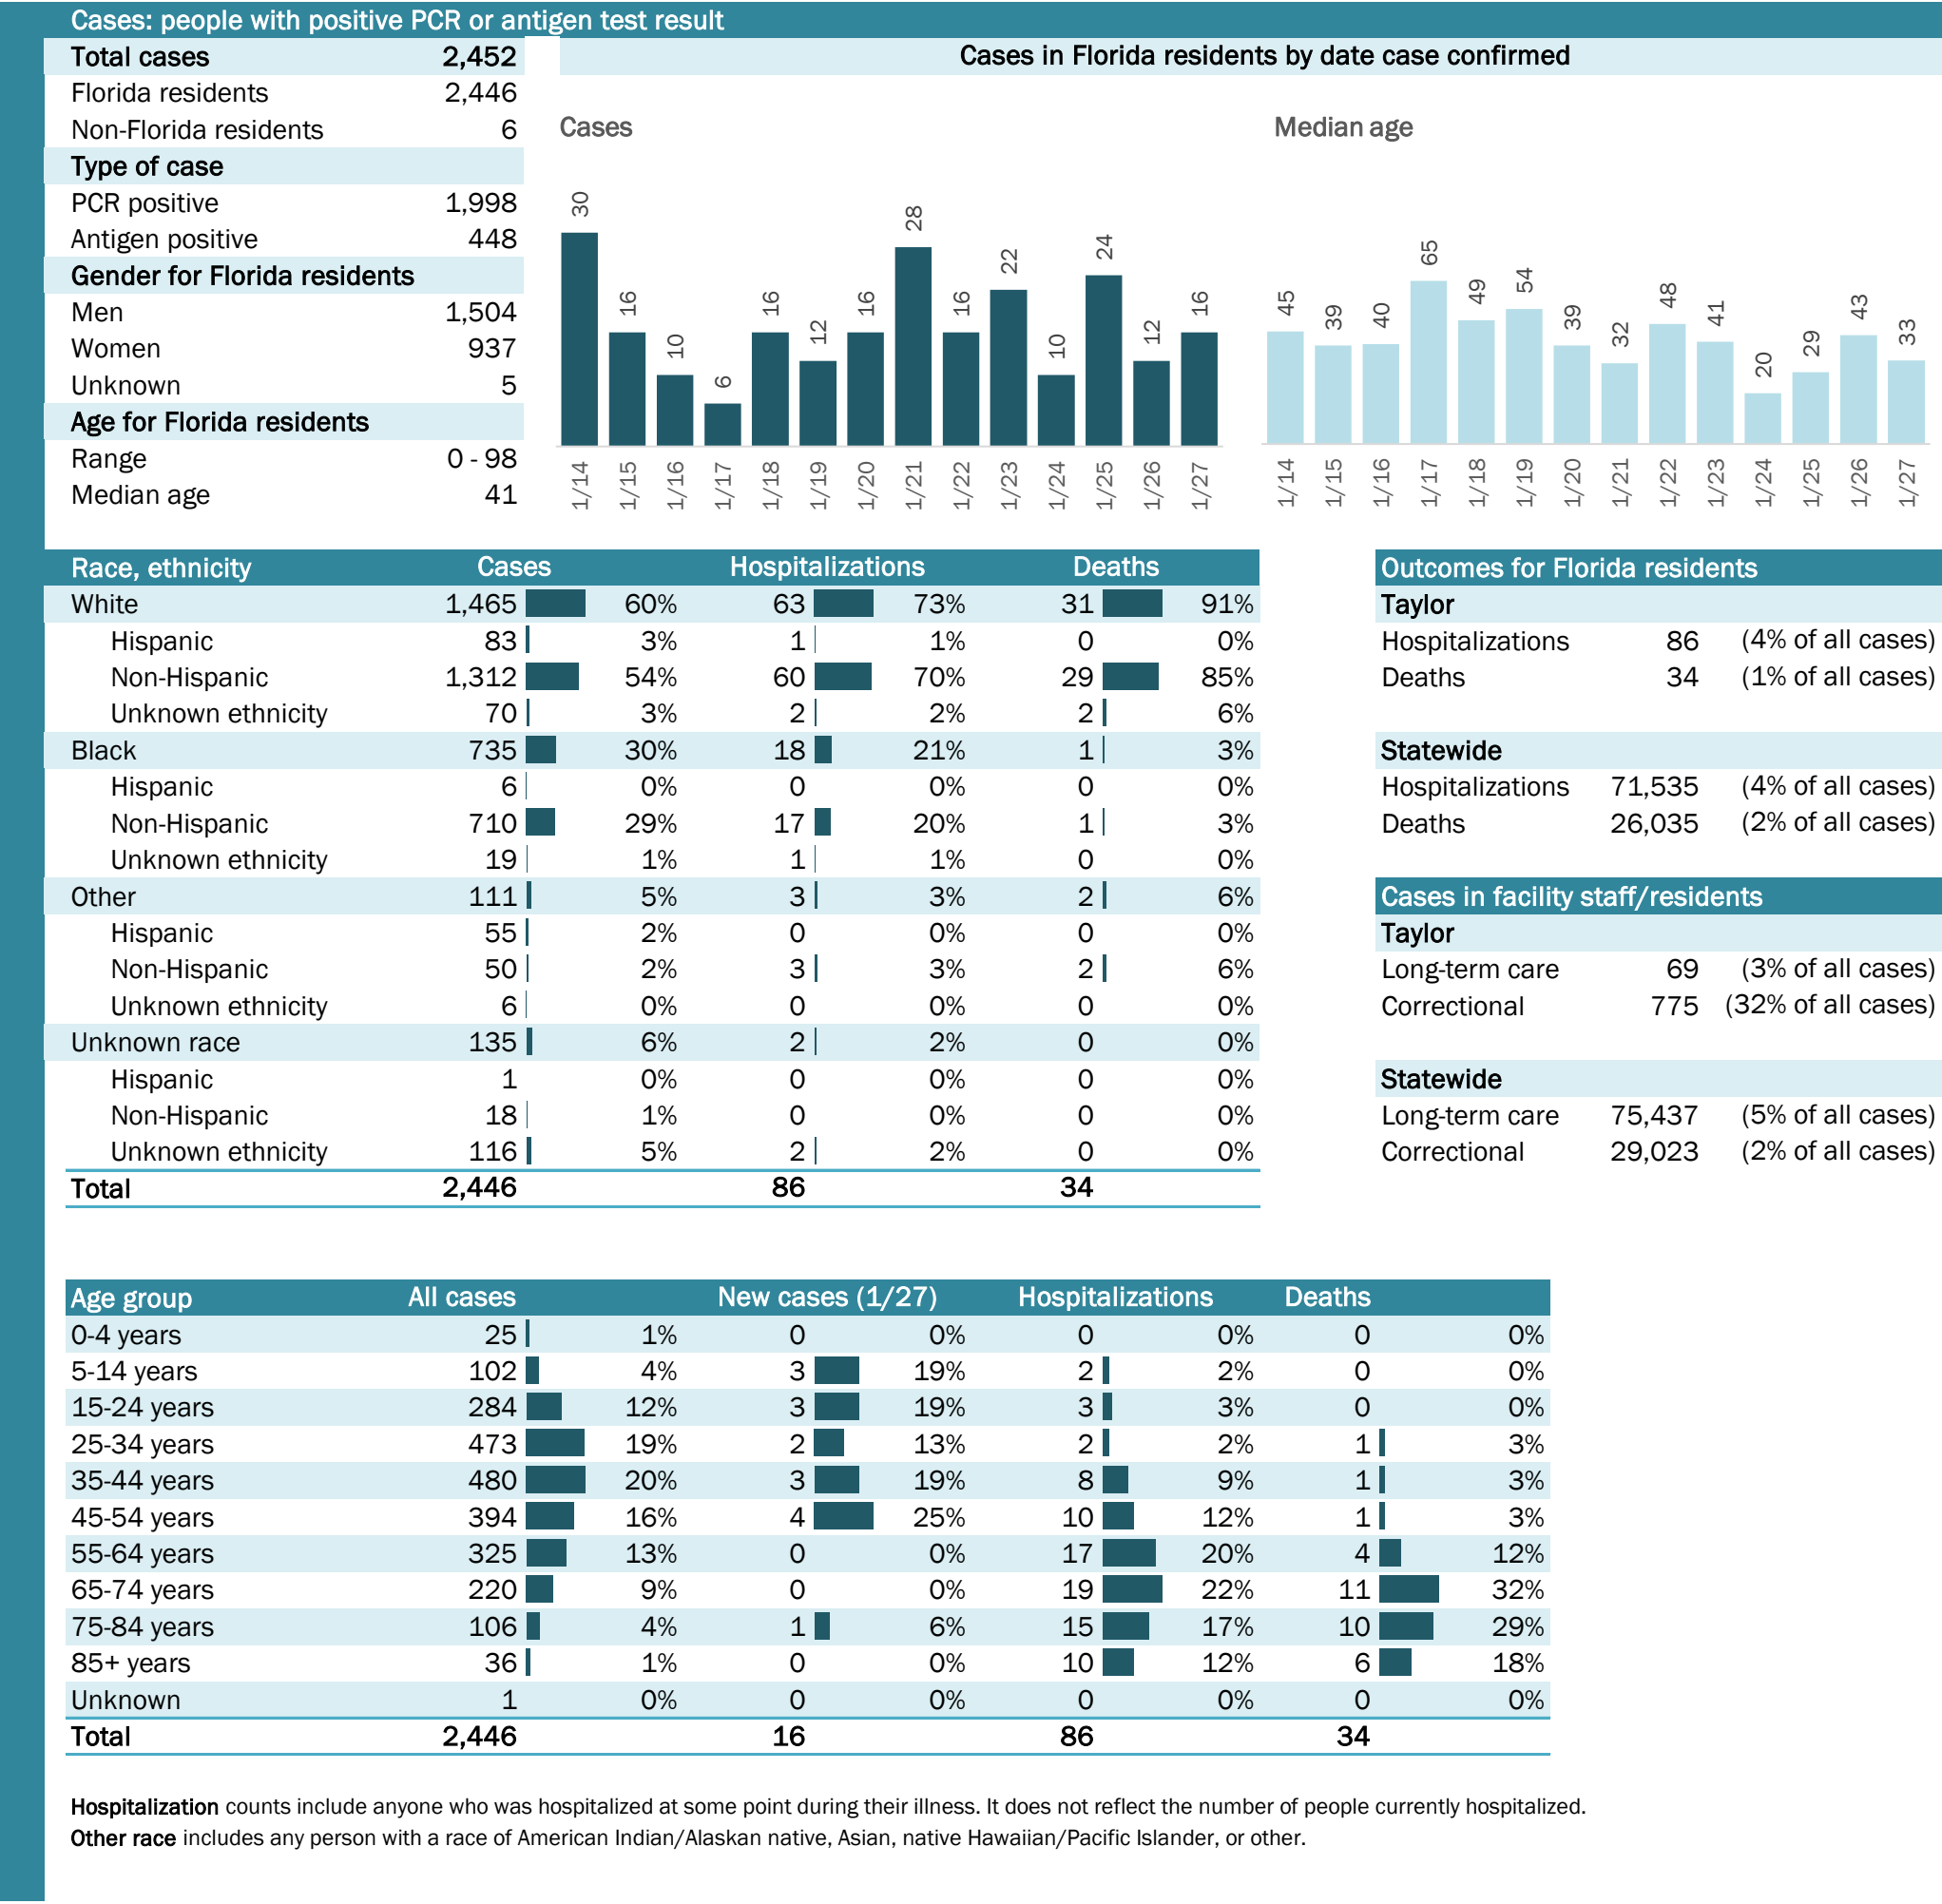 Cases: people with positive PCR or antigen test result
Total cases 2,452
Florida residents 2,446
Non-Florida residents 6
Type of case
PCR positive 1,998
Antigen positive 448
Gender for Florida residents
Men 1,504
Women 937
Unknown 5
Age for Florida residents
Range 0 - 98
Median age 41
Cases in Florida residents by date case confirmed
Cases
30 16 10 6 16 12 16 28 16 22 10 24 12 16
1/14 1/15 1/16 1/17 1/18 1/19 1/20 1/21 1/22 1/23 1/24 1/25 1/26 1/27
Median age
45 39 40 65 49 54 39 32 48 41 20 29 43 33
1/14 1/15 1/16 1/17 1/18 1/19 1/20 1/21 1/22 1/23 1/24 1/25 1/26 1/27
Race, ethnicity Cases Hospitalizations Deaths
White 1,465 60% 63 73% 31 91%
Hispanic 83 3% 1 1% 0 0%
Non-Hispanic 1,312 54% 60 70% 29 85%
Unknown ethnicity 70 3% 2 2% 2 6%
Black 735 30% 18 21% 1 3%
Hispanic 6 0% 0 0% 0 0%
Non-Hispanic 710 29% 17 20% 1 3%
Unknown ethnicity 19 1% 1 1% 0 0%
Other 111 5% 3 3% 2 6%
Hispanic 55 2% 0 0% 0 0%
Non-Hispanic 50 2% 3 3% 2 6%
Unknown ethnicity 6 0% 0 0% 0 0%
Unknown race 135 6% 2 2% 0 0%
Hispanic 1 0% 0 0% 0 0%
Non-Hispanic 18 1% 0 0% 0 0%
Unknown ethnicity 116 5% 2 2% 0 0%
Total 2,446 86 34
Outcomes for Florida residents
Taylor
Hospitalizations 86 (4% of all cases)
Deaths 34 (1% of all cases)
Statewide
Hospitalizations 71,535 (4% of all cases)
Deaths 26,035 (2% of all cases)
Cases in facility staff/residents
Taylor
Long-term care 69 (3% of all cases)
Correctional 775 (32% of all cases)
Statewide
Long-term care 75,437 (5% of all cases)
Correctional 29,023 (2% of all cases)
Age group All cases New cases (1/27) Hospitalizations Deaths
0-4 years 25 1% 0 0% 0 0% 0 0%
5-14 years 102 4% 3 19% 2 2% 0 0%
15-24 years 284 12% 3 19% 3 3% 0 0%
25-34 years 473 19% 2 13% 2 2% 1 3%
35-44 years 480 20% 3 19% 8 9% 1 3%
45-54 years 394 16% 4 25% 10 12% 1 3%
55-64 years 325 13% 0 0% 17 20% 4 12%
65-74 years 220 9% 0 0% 19 22% 11 32%
75-84 years 106 4% 1 6% 15 17% 10 29%
85+ years 36 1% 0 0% 10 12% 6 18%
Unknown 1 0% 0 0% 0 0% 0 0%
Total 2,446 16 86 34
Hospitalization counts include anyone who was hospitalized at some point during their illness. It does not reflect the number of people currently hospitalized.
Other race includes any person with a race of American Indian/Alaskan native, Asian, native Hawaiian/Pacific Islander, or other.